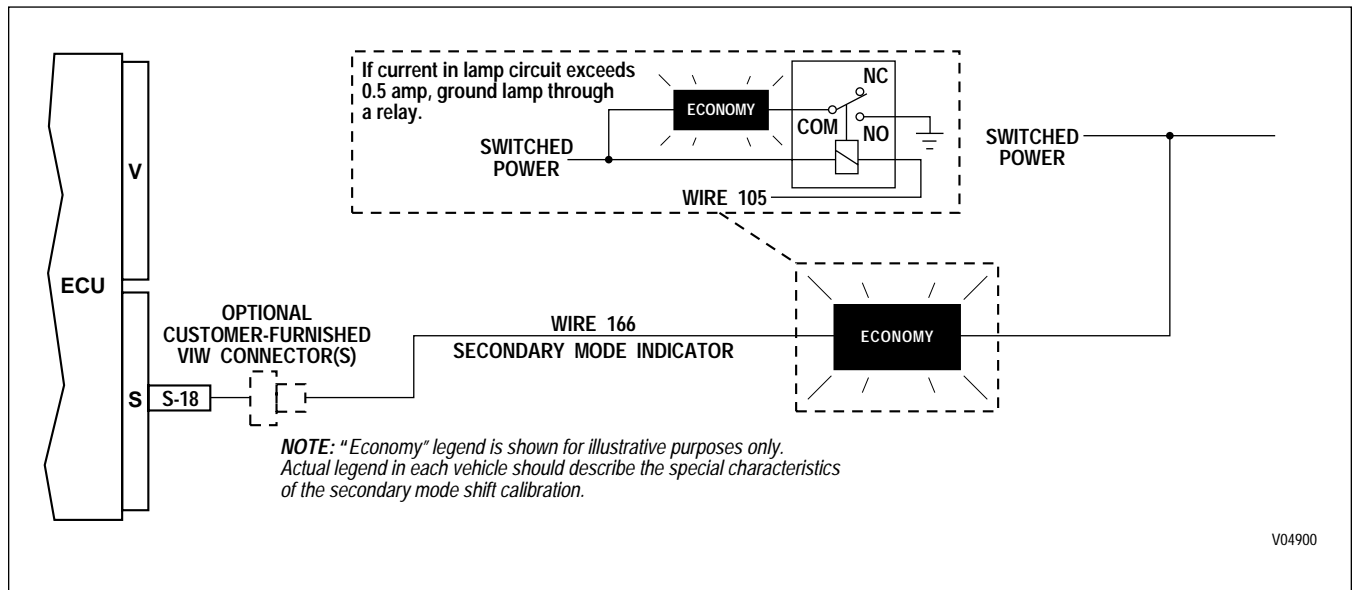 If current in lamp circuit exceeds
0.5 amp, ground lamp through
a relay.
ECONOMY
NC
COM
NO
SWITCHED
POWER
WIRE 105
SWITCHED
POWER
V
ECU
OPTIONAL
CUSTOMER-FURNISHED
VIW CONNECTOR(S)
WIRE 166
SECONDARY MODE INDICATOR
ECONOMY
S
S-18
NOTE: "Economy" legend is shown for illustrative purposes only.
Actual legend in each vehicle should describe the special characteristics
of the secondary mode shift calibration.
V04900